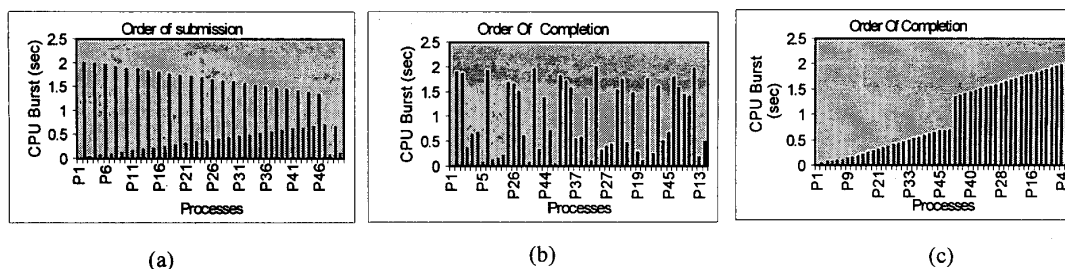 Order of submission
CPU Burst (sec)
2.5
2
1.5
1
0.5
0
P1
P6
P11
P16
P21
P26
P31
P36
P41
P46
Processes
(a)
Order Of Completion
CPU Burst (sec)
2.5
2
1.5
1
0.5
0
P1
P5
P26
P44
P37
P27
P19
P45
P13
Processes
(b)
Order Of Completion
CPU Burst
(sec)
2.5
2
1.5
1
0.5
0
P1
P9
P21
P33
P45
P40
P28
P16
P4
Processes
(c)